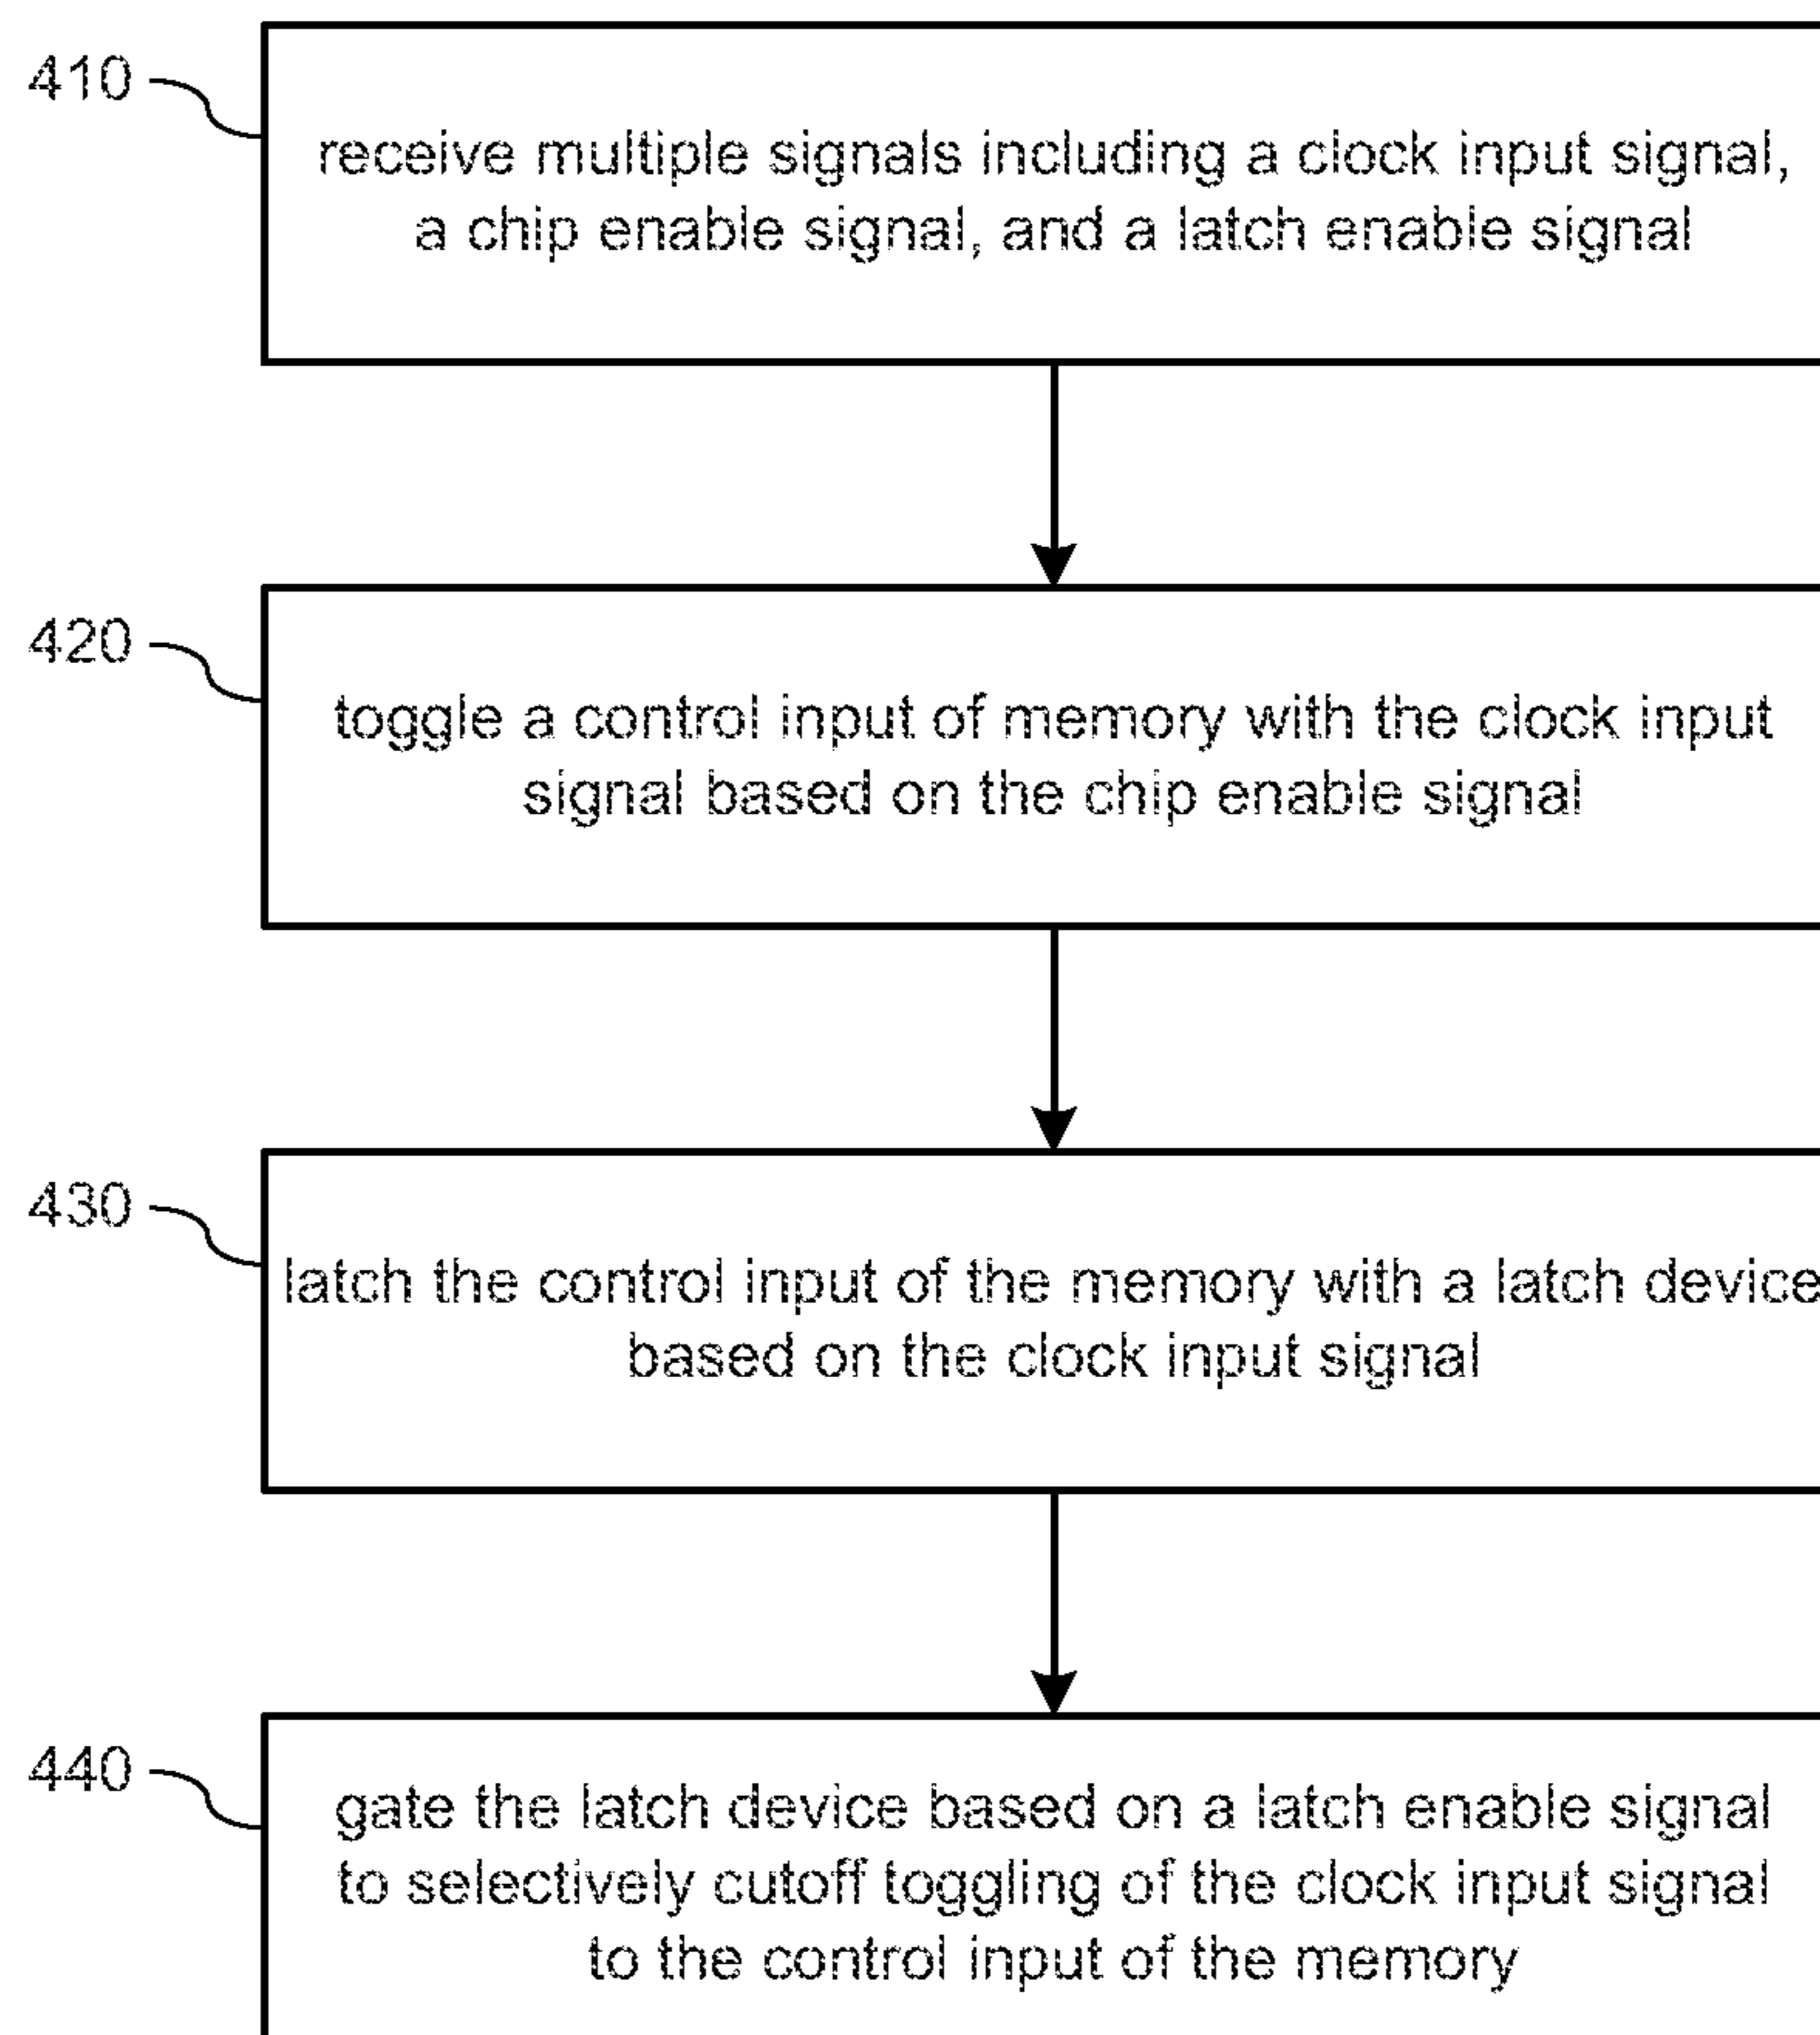 410
receive multiple signals including a clock input signal,
a chip enable signal, and a latch enable signal
420
toggle a control input of memory with the clock input
signal based on the chip enable signal
430
latch the control input of the memory with a latch device
based on the clock input signal
440
gate the latch device based on a latch enable signal
to selectively cutoff toggling of the clock input signal
to the control input of the memory